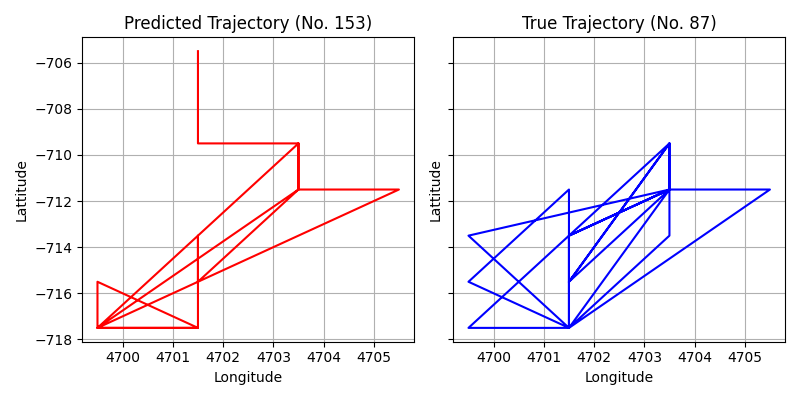 Predicted Trajectory (No. 153)
True Trajectory (No. 87)
−706
−708
−710
−712
−714
−716
−718
Lattitude
Lattitude
4700 4701 4702 4703 4704 4705
4700 4701 4702 4703 4704 4705
Longitude
Longitude